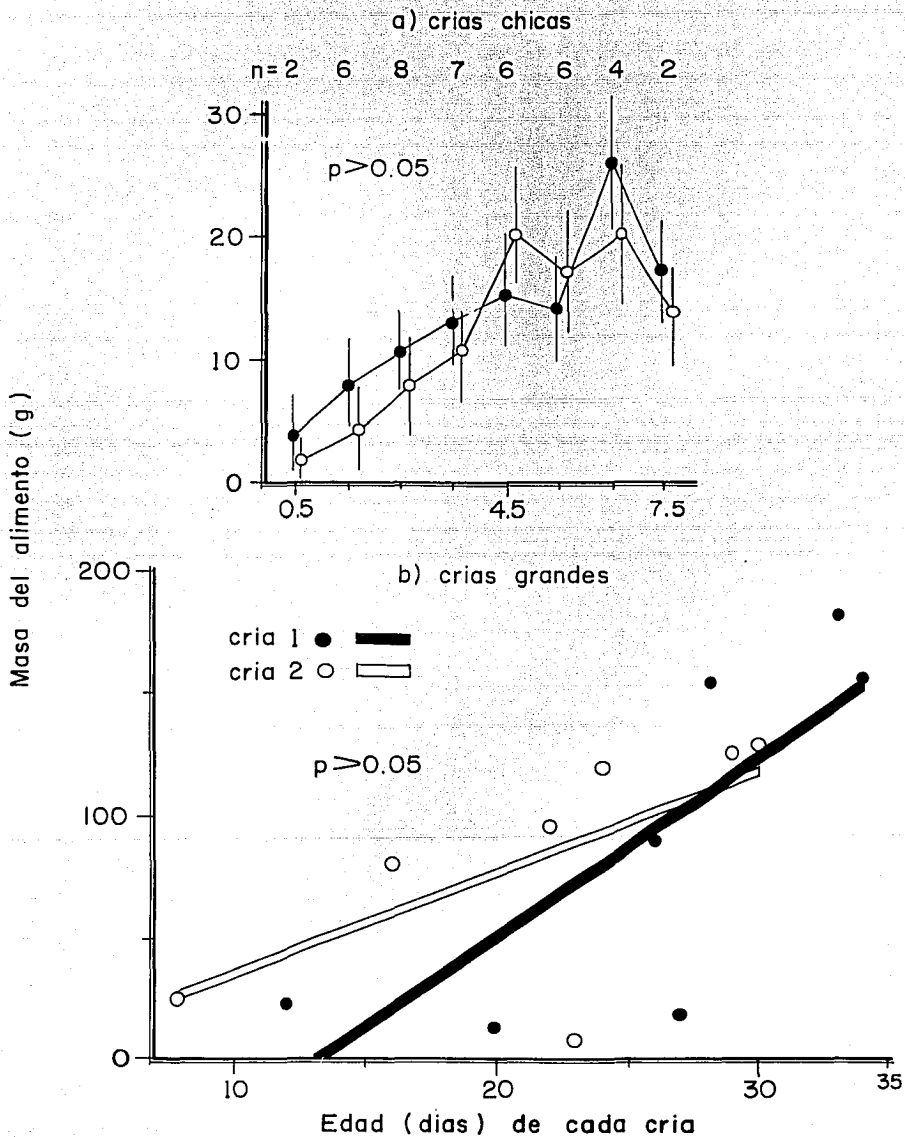 a) crias chicas
n= 2 6 8 7 6 6 4 2
30
p>0.05
20
10
0
0.5 4.5 7.5
Masa del alimento (g)
200
b) crias grandes
cria 1
cria 2
p>0.05
100
0
10 20 30 35
Edad (dias) de cada cria